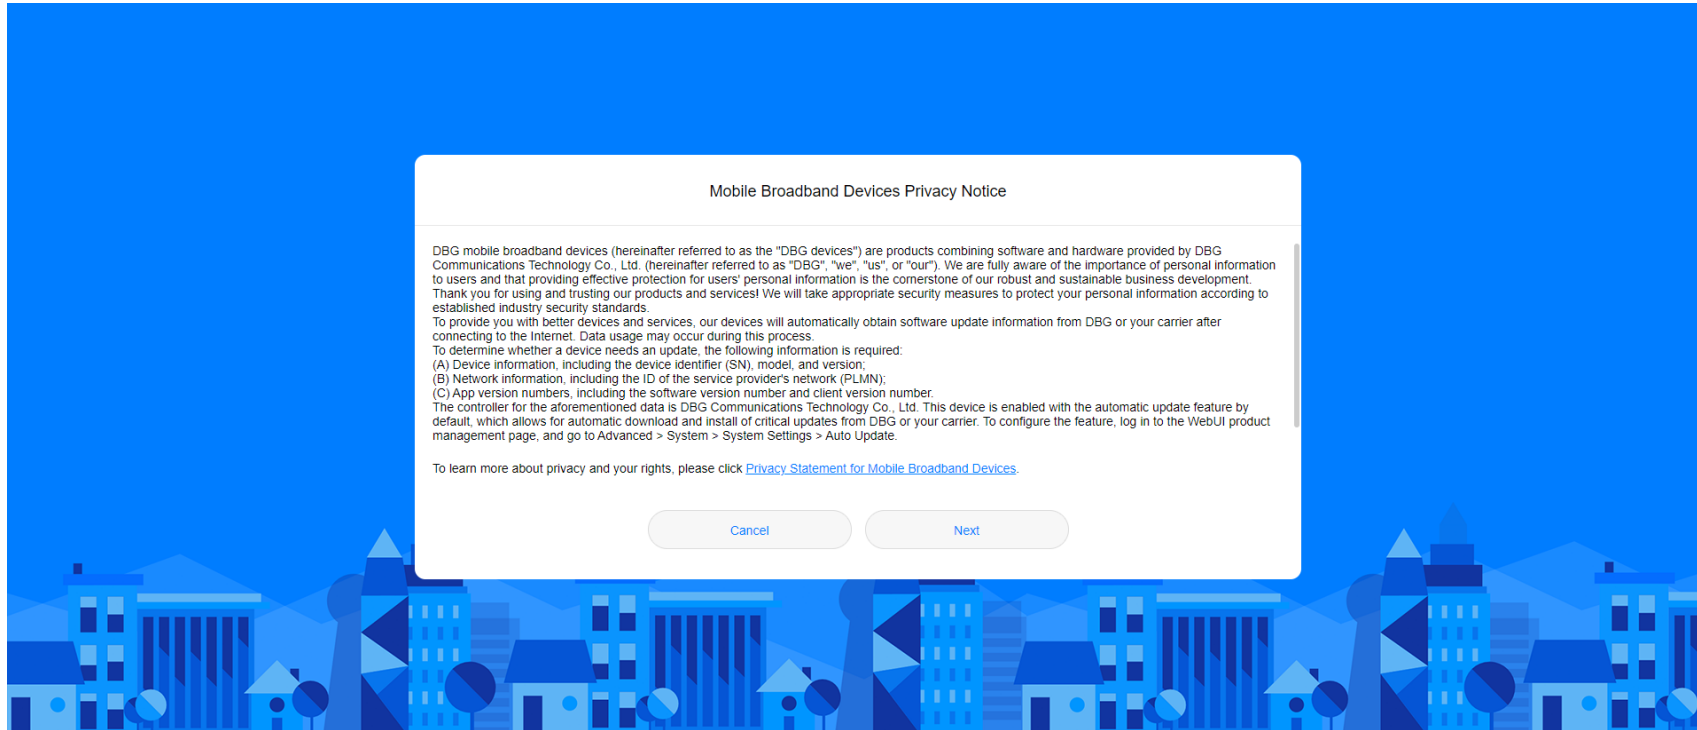 Mobile Broadband Devices Privacy Notice
DBG mobile broadband devices (hereinafter referred to as the "DBG devices") are products combining software and hardware provided by DBG
Communications Technology Co., Ltd. (hereinafter referred to as "DBG", "we", "us", or "our"). We are fully aware of the importance of personal information
to users and that providing effective protection for users' personal information is the cornerstone of our robust and sustainable business development.
Thank you for using and trusting our products and services! We will take appropriate security measures to protect your personal information according to
established industry security standards.
To provide you with better devices and services, our devices will automatically obtain software update information from DBG or your carrier after
connecting to the Internet. Data usage may occur during this process.
To determine whether a device needs an update, the following information is required:
(A) Device information, including the device identifier (SN), model, and version;
(B) Network information, including the ID of the service provider's network (PLMN);
(C) App version numbers, including the software version number and client version number.
The controller for the aforementioned data is DBG Communications Technology Co., Ltd. This device is enabled with the automatic update feature by
default, which allows for automatic download and install of critical updates from DBG or your carrier. To configure the feature, log in to the WebUI product
management page, and go to Advanced > System > System Settings > Auto Update.
To learn more about privacy and your rights, please click Privacy Statement for Mobile Broadband Devices.
Cancel
Next